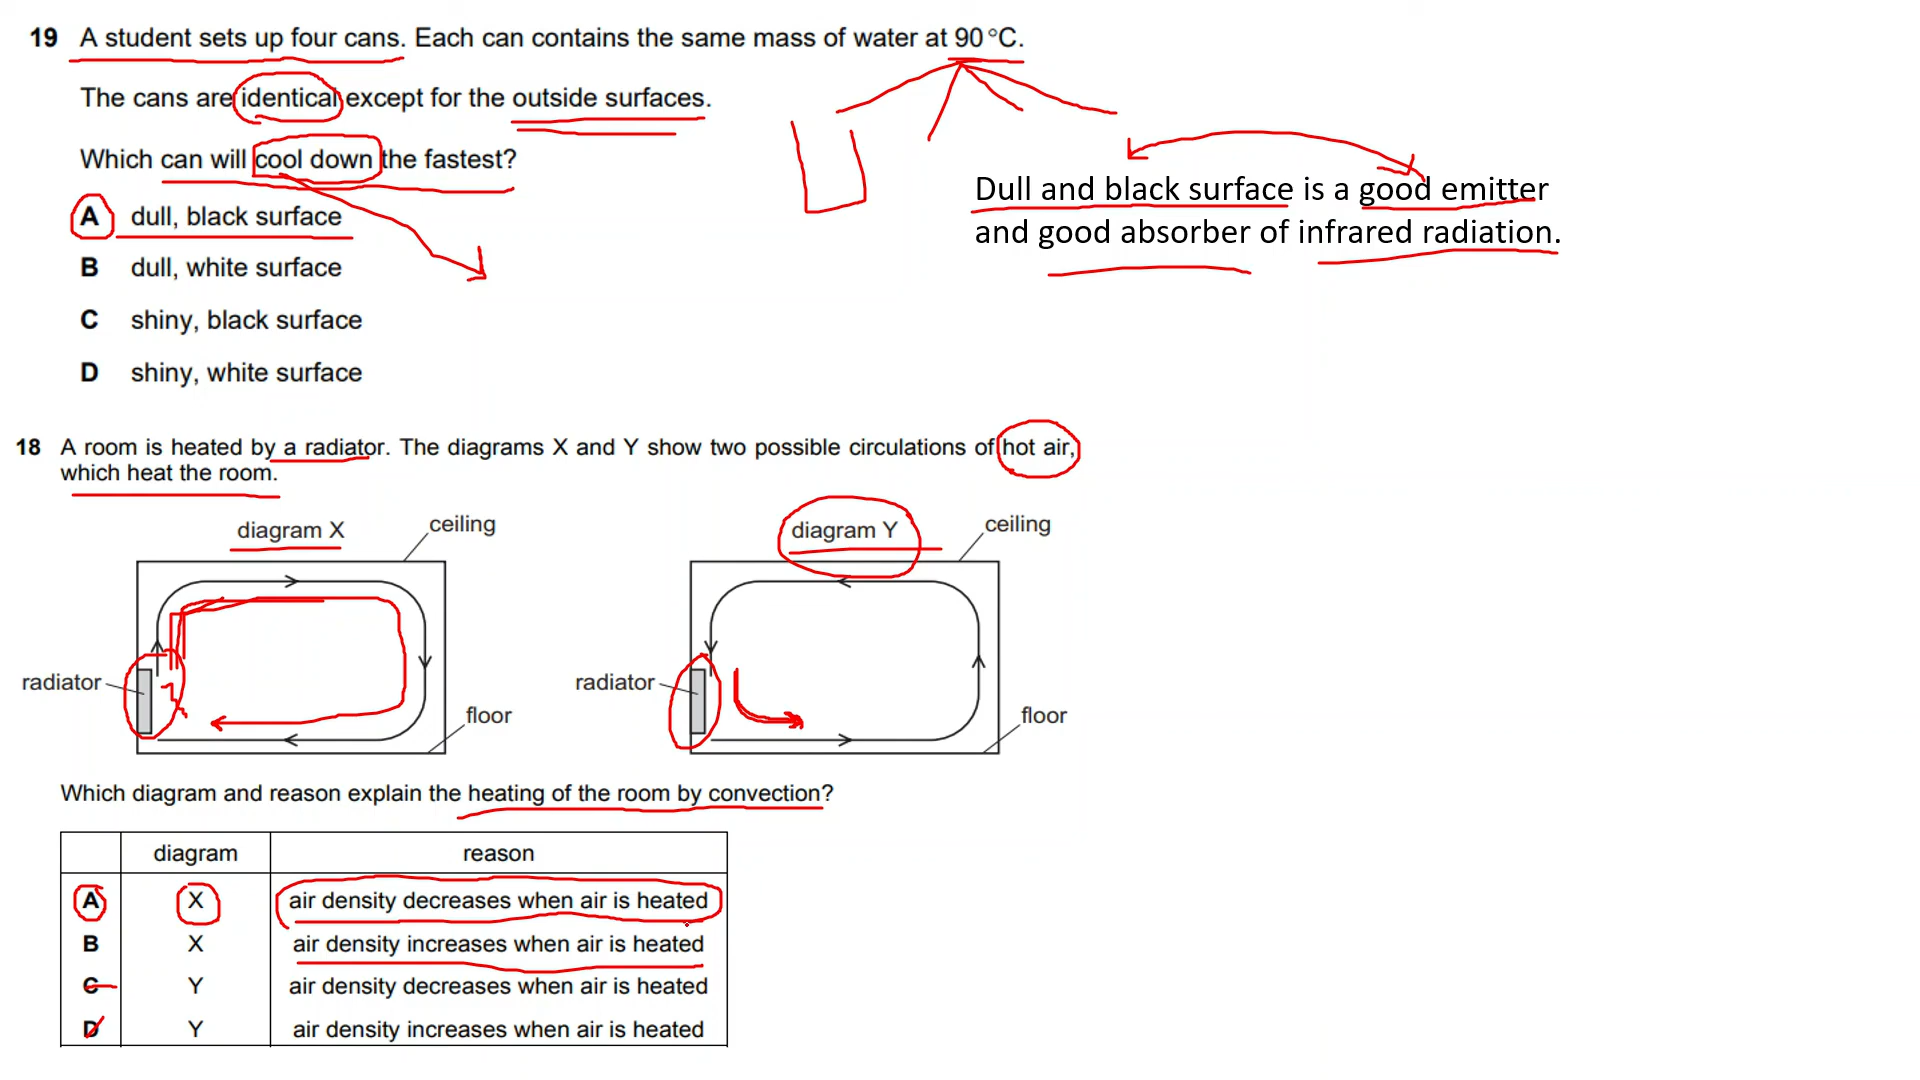 19 A student sets up four cans. Each can contains the same mass of water at 90 °C.
The cans are identical except for the outside surfaces.
Which can will cool down the fastest?
A dull, black surface
B dull, white surface
C shiny, black surface
D shiny, white surface
Dull and black surface is a good emitter
and good absorber of infrared radiation.
18 A room is heated by a radiator. The diagrams X and Y show two possible circulations of hot air,
which heat the room.
diagram X
ceiling
radiator
floor
diagram Y
ceiling
radiator
floor
Which diagram and reason explain the heating of the room by convection?
diagram reason
A X air density decreases when air is heated
B X air density increases when air is heated
C Y air density decreases when air is heated
D Y air density increases when air is heated